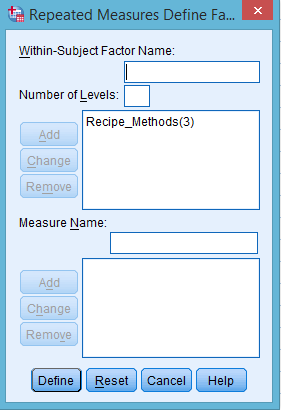 Repeated Measures Define Fa...
Within-Subject Factor Name:
Number of Levels:
Add
Change
Remove
Recipe_Methods(3)
Measure Name:
Add
Change
Remove
Define Reset Cancel Help